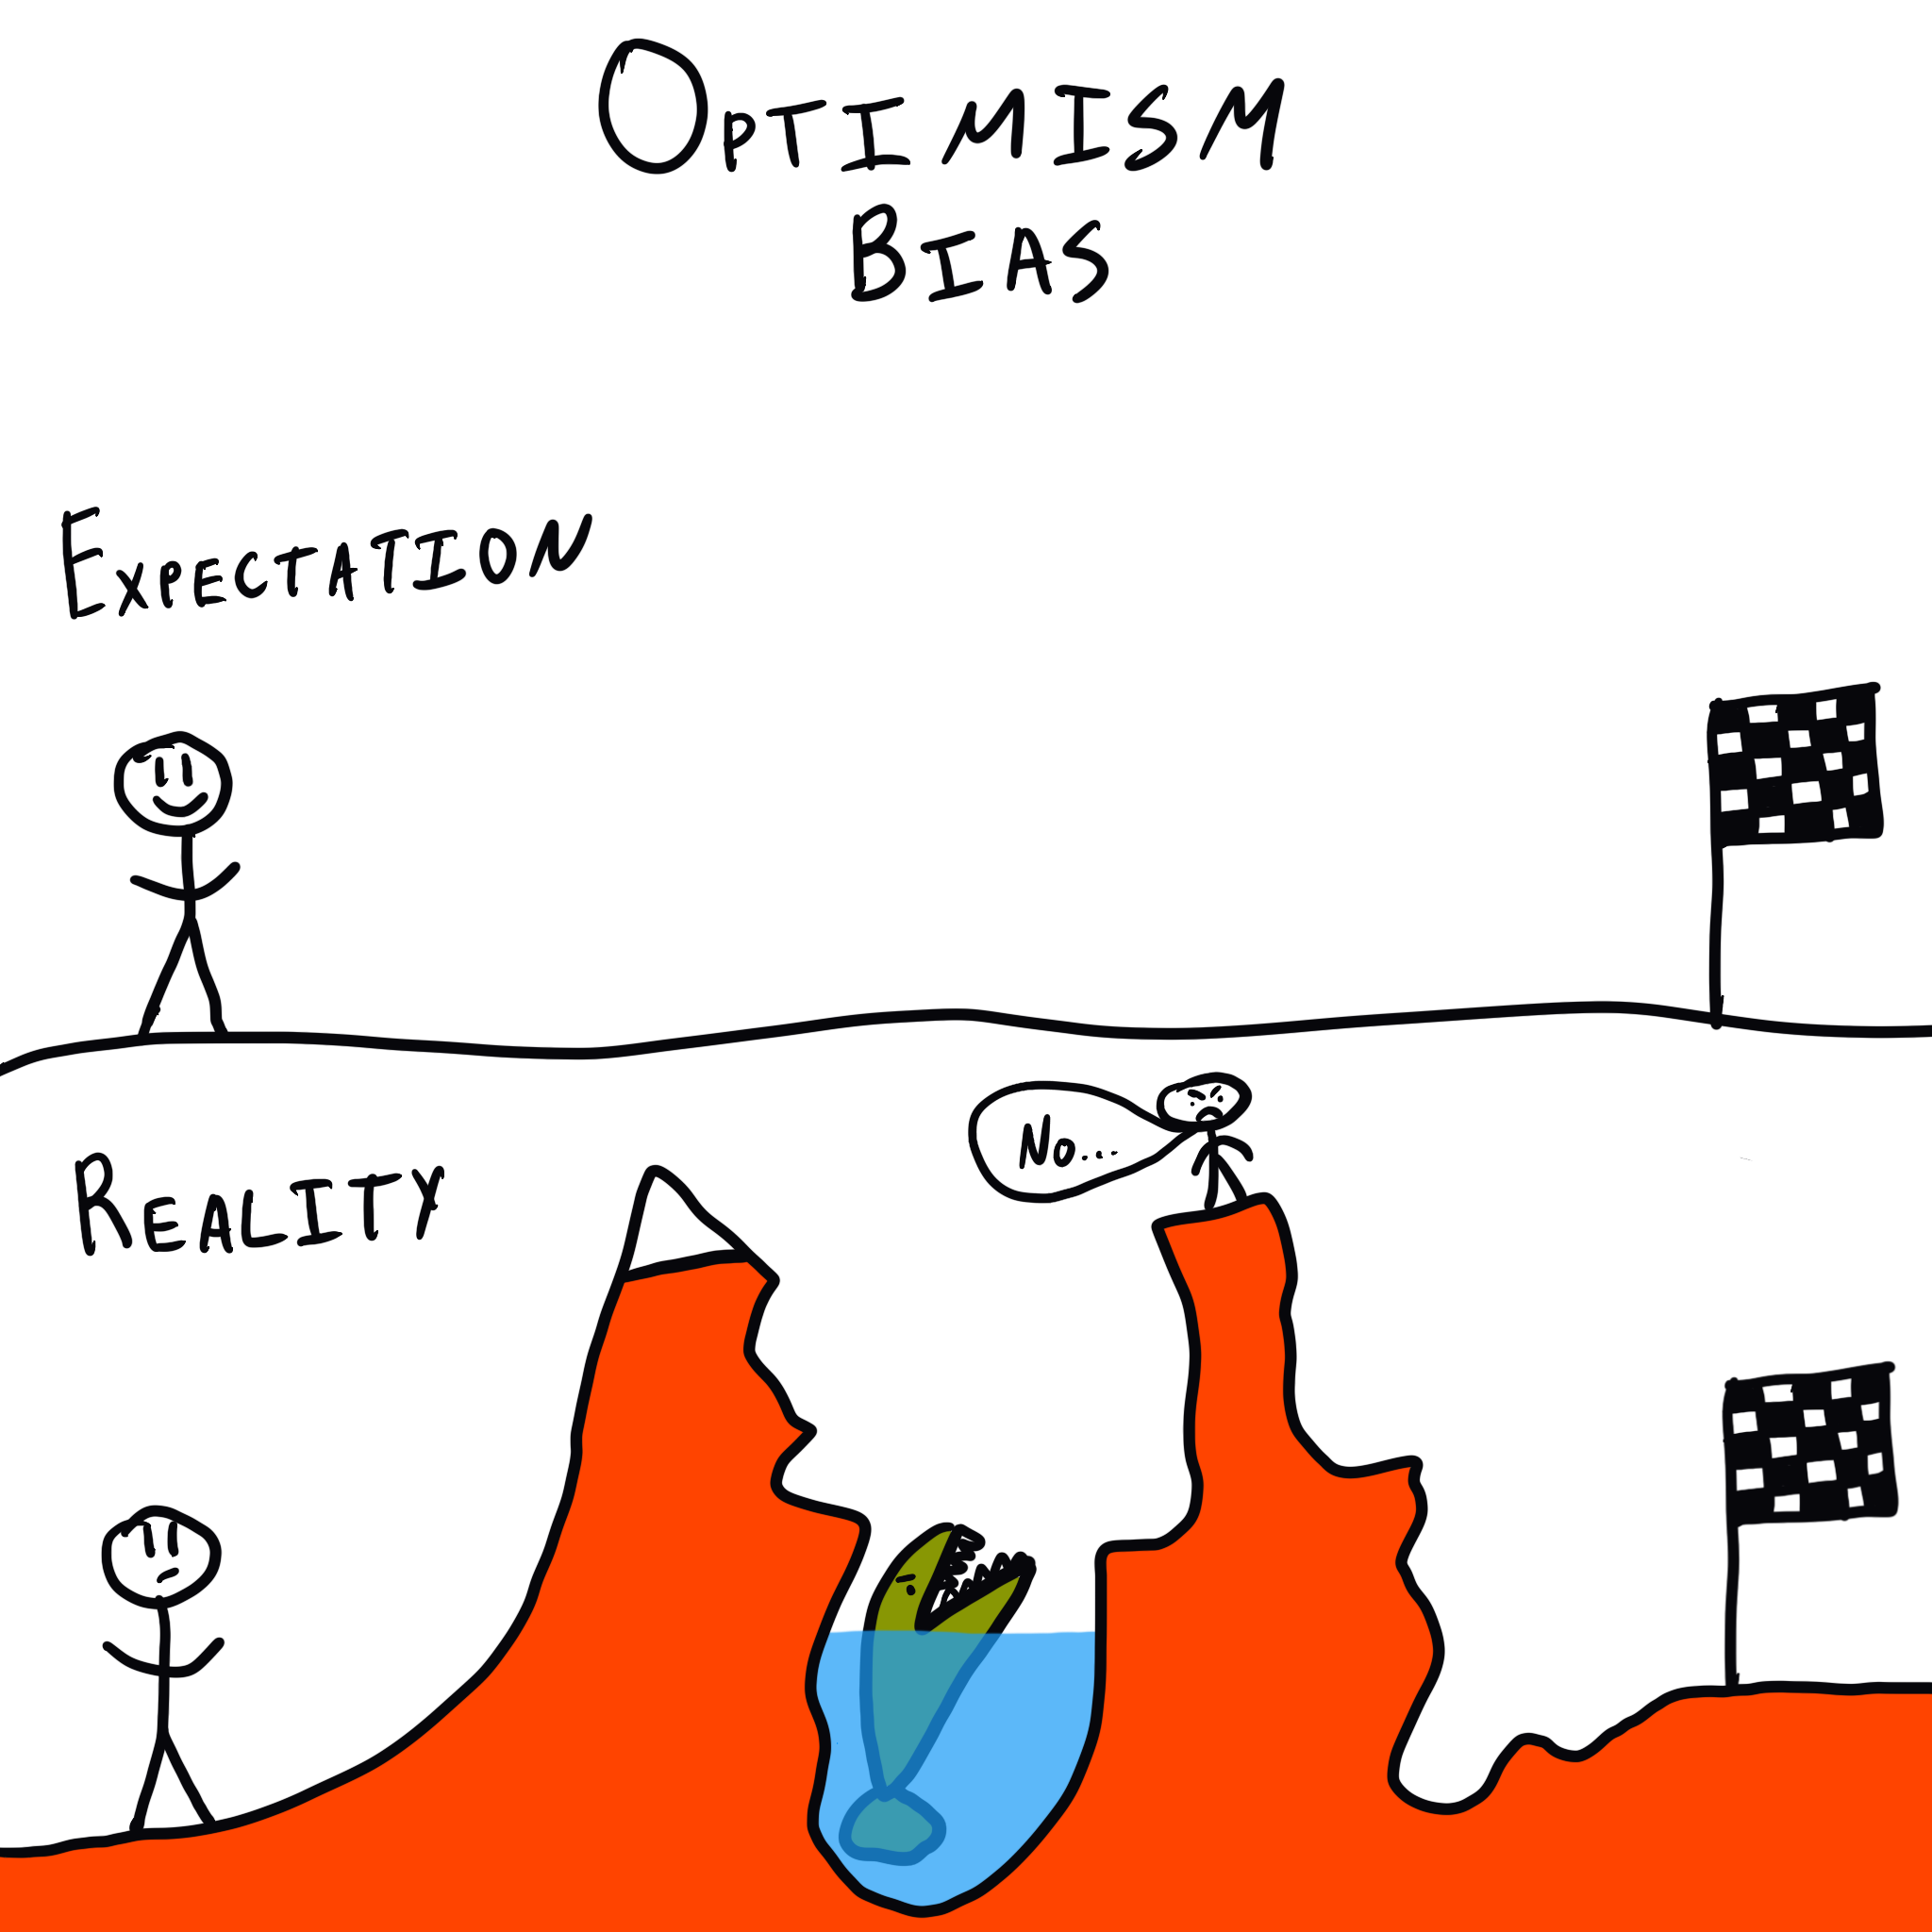 OPTIMISM
BIAS
EXPECTATION
No...
REALITY